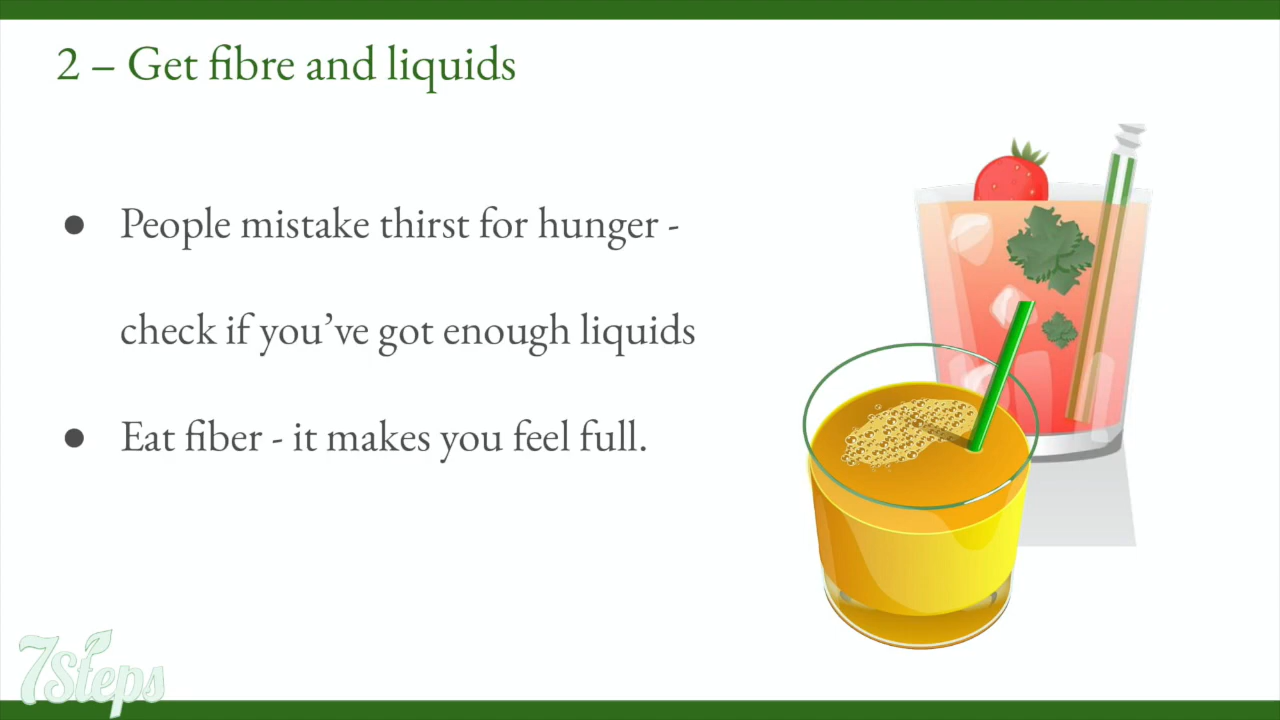 2 – Get fibre and liquids
● People mistake thirst for hunger -
check if you’ve got enough liquids
● Eat fiber - it makes you feel full.
7Steps